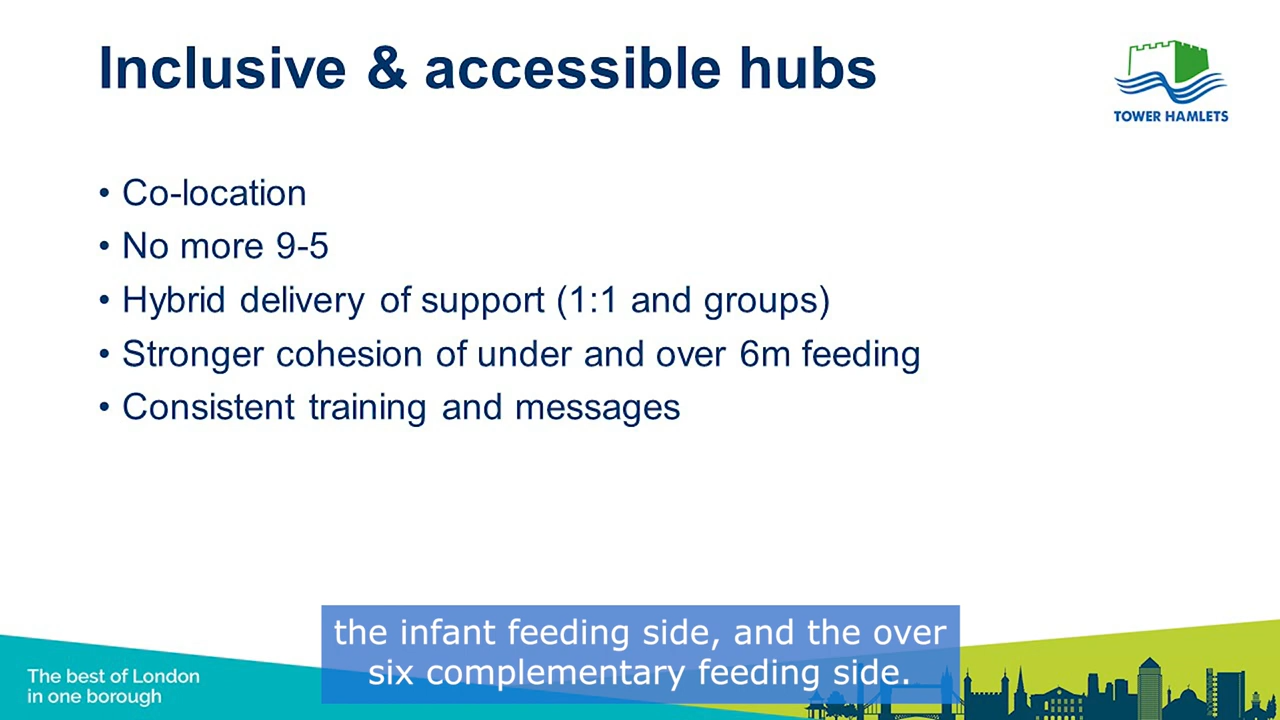 Inclusive & accessible hubs
TOWER HAMLETS
• Co-location
• No more 9-5
• Hybrid delivery of support (1:1 and groups)
• Stronger cohesion of under and over 6m feeding
• Consistent training and messages
the infant feeding side, and the over
six complementary feeding side.
The best of London
in one borough